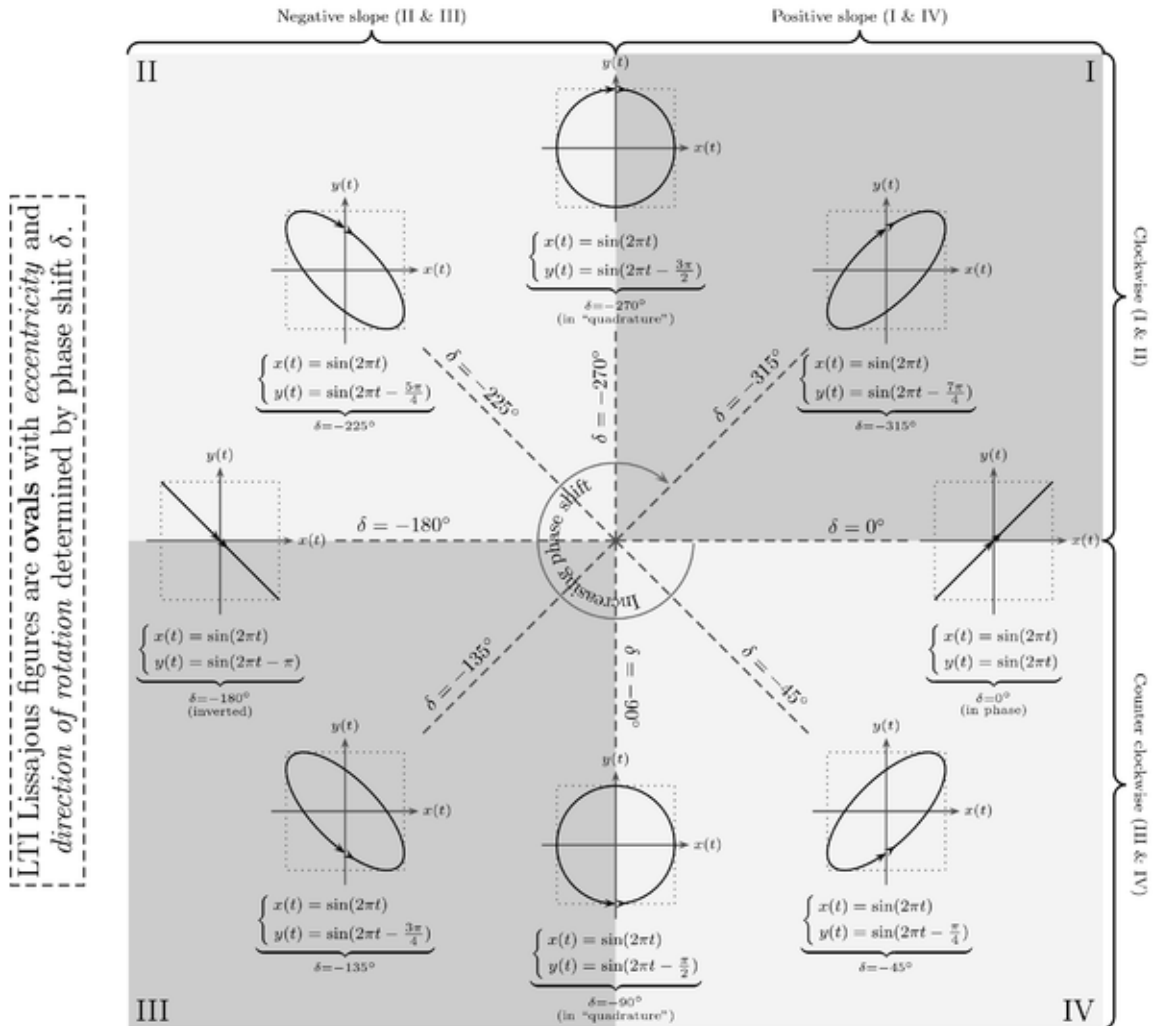 Negative slope (II & III)
Positive slope (I & IV)
II
I
y(t)
x(t)
{ x(t) = sin(2πt)
y(t) = sin(2πt − 3π/2)
δ=−270°
(in “quadrature”)
y(t)
x(t)
{ x(t) = sin(2πt)
y(t) = sin(2πt − 5π/4)
δ=−225°
y(t)
x(t)
{ x(t) = sin(2πt)
y(t) = sin(2πt − 7π/4)
δ=−315°
Clockwise (I & II)
LTI Lissajous figures are ovals with eccentricity and
direction of rotation determined by phase shift δ.
δ = −225°
δ = −270°
δ = −315°
y(t)
x(t)
{ x(t) = sin(2πt)
y(t) = sin(2πt − π)
δ=−180°
(inverted)
δ = −180°
Increasing phase shift
δ = 0°
y(t)
x(t)
{ x(t) = sin(2πt)
y(t) = sin(2πt)
δ=0°
(in phase)
δ = −135°
δ = −90°
δ = −45°
Counter clockwise (III & IV)
y(t)
x(t)
{ x(t) = sin(2πt)
y(t) = sin(2πt − 3π/4)
δ=−135°
y(t)
x(t)
{ x(t) = sin(2πt)
y(t) = sin(2πt − π/2)
δ=−90°
(in “quadrature”)
y(t)
x(t)
{ x(t) = sin(2πt)
y(t) = sin(2πt − π/4)
δ=−45°
III
IV